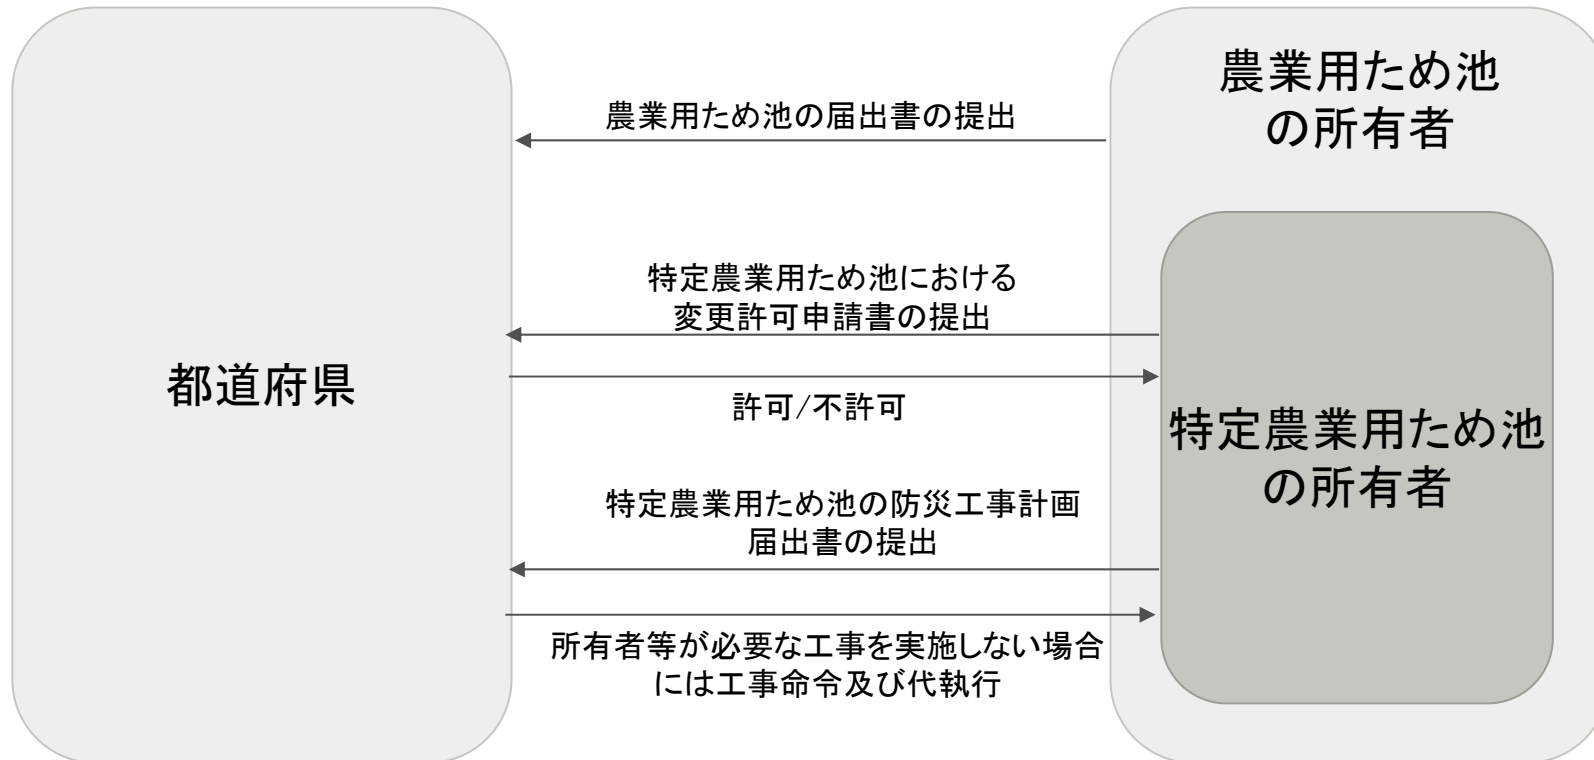 農業用ため池
の所有者
農業用ため池の届出書の提出
特定農業用ため池における
変更許可申請書の提出
都道府県
許可/不許可
特定農業用ため池
の所有者
特定農業用ため池の防災工事計画
届出書の提出
所有者等が必要な工事を実施しない場合
には工事命令及び代執行